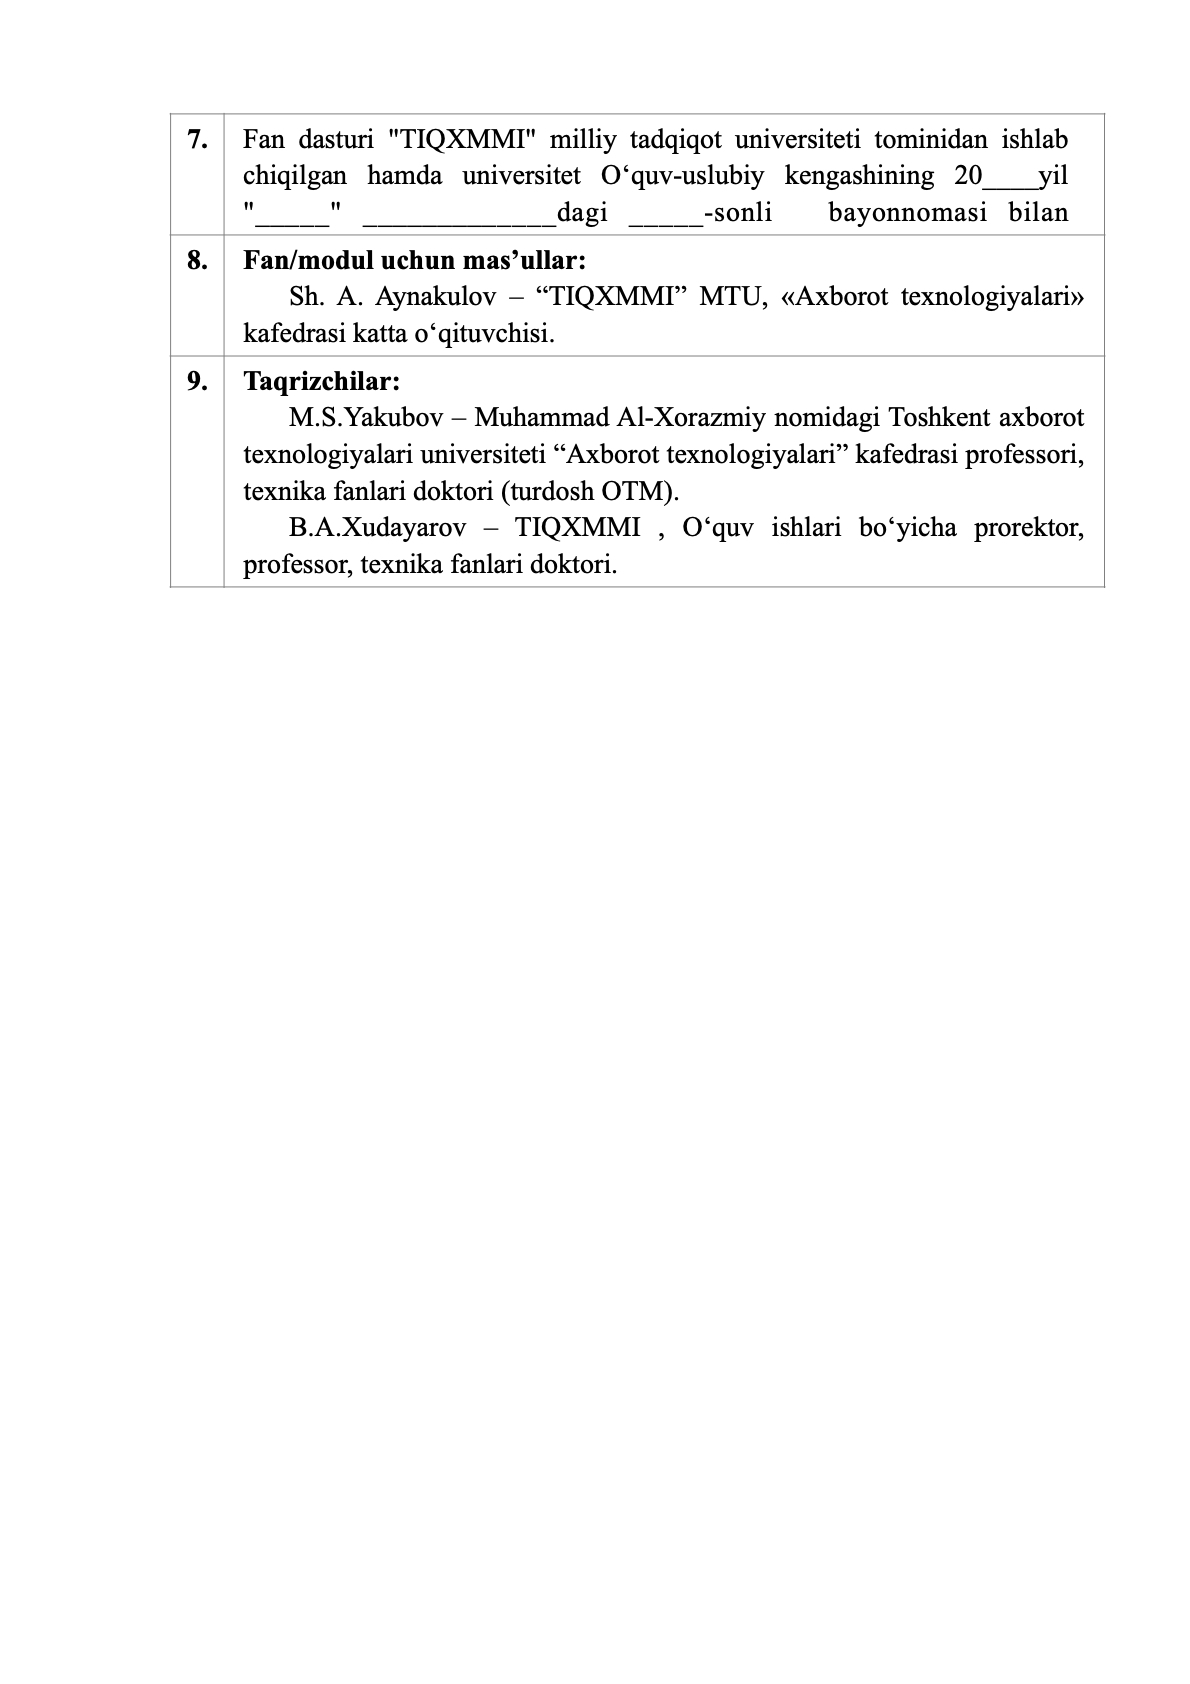 7. Fan dasturi "TIQXMMI" milliy tadqiqot universiteti tominidan ishlab
chiqilgan hamda universitet O‘quv-uslubiy kengashining 20____yil
"_____" _____________dagi _____-sonli bayonnomasi bilan
8. Fan/modul uchun mas’ullar:
Sh. A. Aynakulov – “TIQXMMI” MTU, «Axborot texnologiyalari»
kafedrasi katta o‘qituvchisi.
9. Taqrizchilar:
M.S.Yakubov – Muhammad Al-Xorazmiy nomidagi Toshkent axborot
texnologiyalari universiteti “Axborot texnologiyalari” kafedrasi professori,
texnika fanlari doktori (turdosh OTM).
B.A.Xudayarov – TIQXMMI , O‘quv ishlari bo‘yicha prorektor,
professor, texnika fanlari doktori.